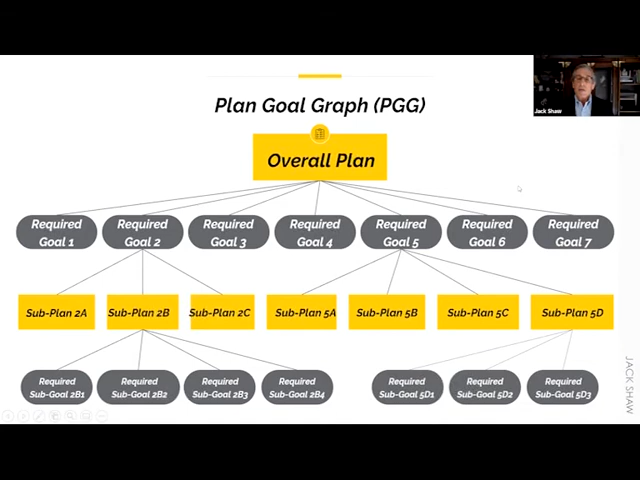 Jack Shaw
Plan Goal Graph (PGG)
Overall Plan
Required
Goal 1
Required
Goal 2
Required
Goal 3
Required
Goal 4
Required
Goal 5
Required
Goal 6
Required
Goal 7
Sub-Plan 2A
Sub-Plan 2B
Sub-Plan 2C
Sub-Plan 5A
Sub-Plan 5B
Sub-Plan 5C
Sub-Plan 5D
Required
Sub-Goal 2B1
Required
Sub-Goal 2B2
Required
Sub-Goal 2B3
Required
Sub-Goal 2B4
Required
Sub-Goal 5D1
Required
Sub-Goal 5D2
Required
Sub-Goal 5D3
JACK SHAW